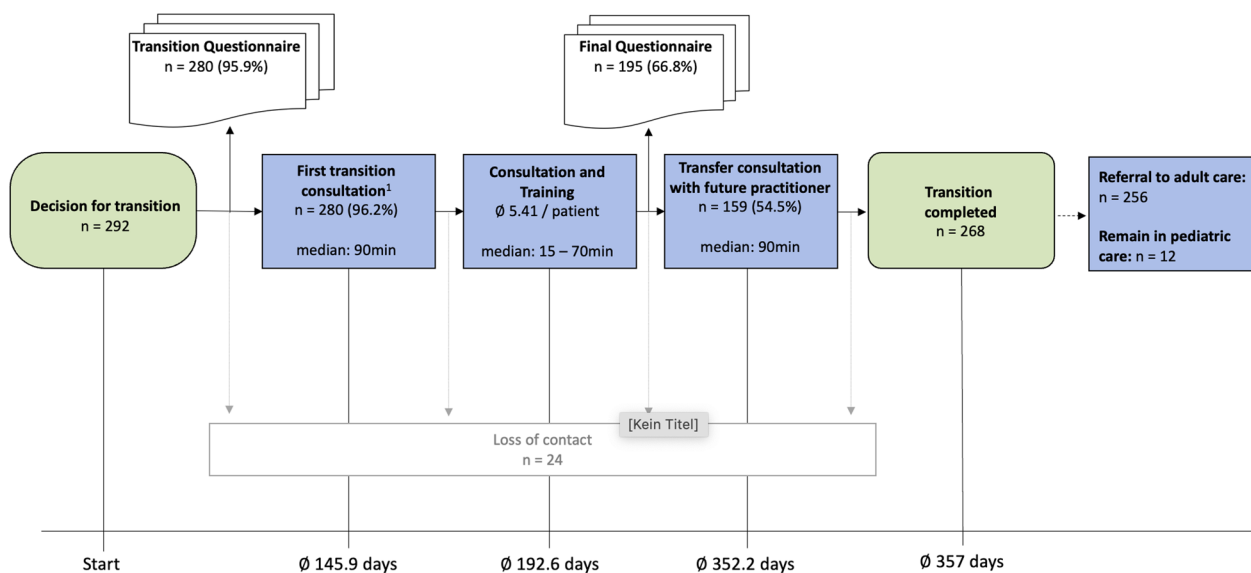 Transition Questionnaire
n = 280 (95.9%)
Final Questionnaire
n = 195 (66.8%)
Decision for transition
n = 292
First transition
consultation¹
n = 280 (96.2%)
median: 90min
Consultation and
Training
Ø 5.41 / patient
median: 15 – 70min
Transfer consultation
with future practitioner
n = 159 (54.5%)
median: 90min
Transition
completed
n = 268
Referral to adult care:
n = 256
Remain in pediatric
care: n = 12
[Kein Titel]
Loss of contact
n = 24
Start
Ø 145.9 days
Ø 192.6 days
Ø 352.2 days
Ø 357 days